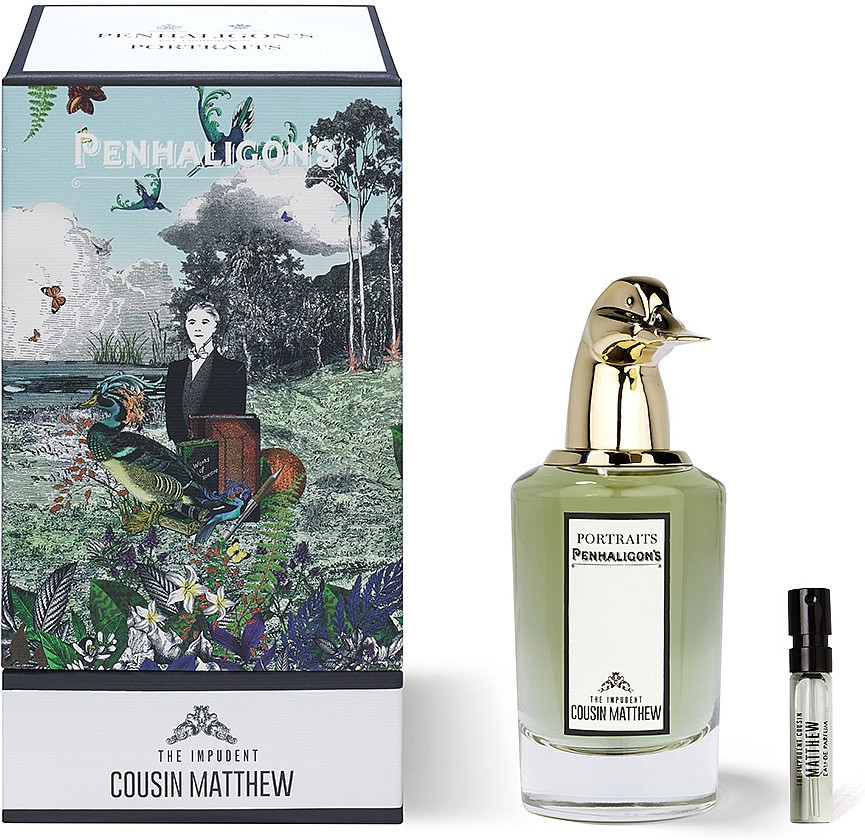 PENHALIGON'S
PORTRAITS
PENHALIGON'S
THE IMPUDENT
COUSIN MATTHEW
PORTRAITS
PENHALIGON'S
THE IMPUDENT
COUSIN MATTHEW
THE IMPUDENT COUSIN
MATTHEW
EAU DE PARFUM